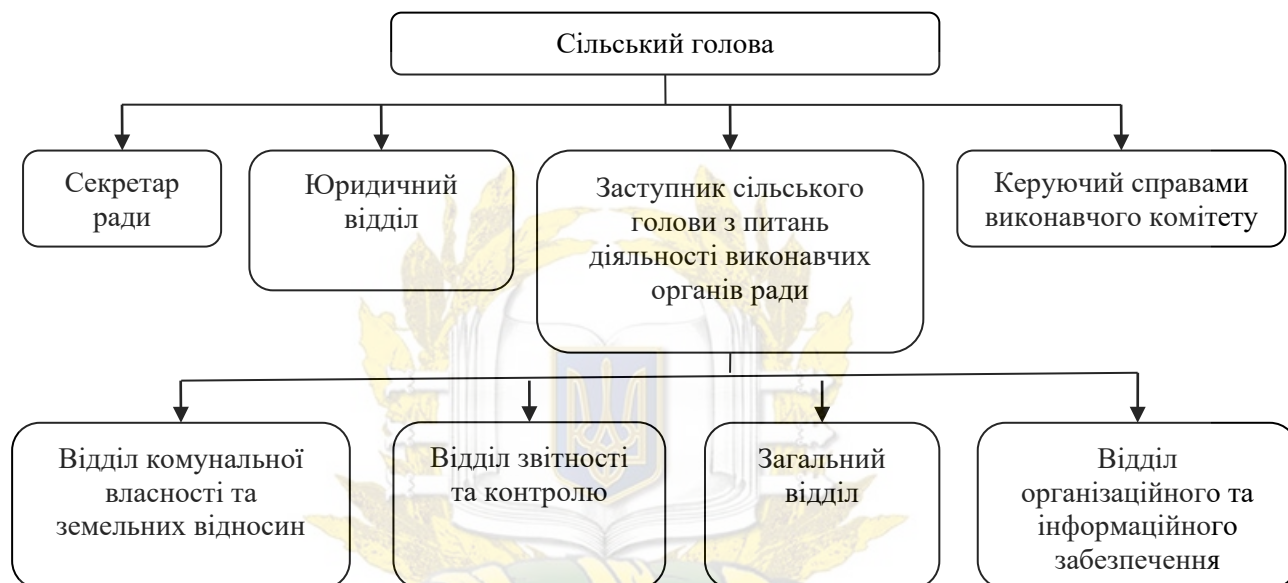 Сільський голова
Секретар
ради
Юридичний
відділ
Заступник сільського
голови з питань
діяльності виконавчих
органів ради
Керуючий справами
виконавчого комітету
Відділ комунальної
власності та
земельних відносин
Відділ звітності
та контролю
Загальний
відділ
Відділ
організаційного та
інформаційного
забезпечення